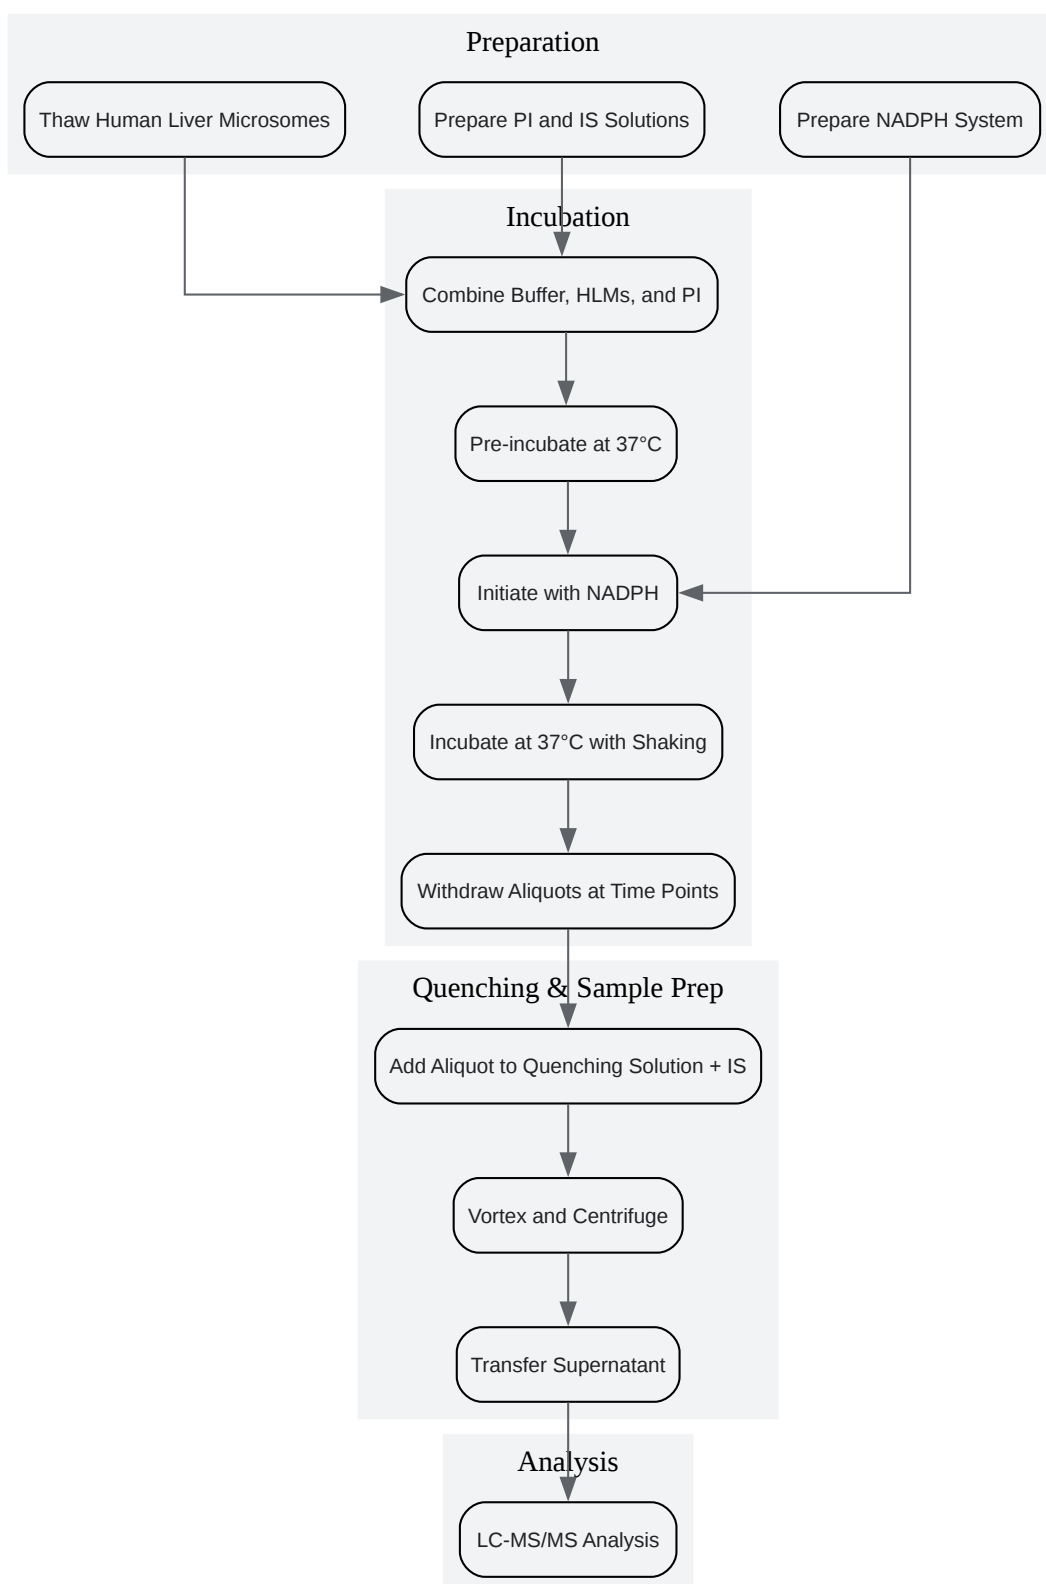 Preparation
Thaw Human Liver Microsomes
Prepare PI and IS Solutions
Prepare NADPH System
Incubation
Combine Buffer, HLMs, and PI
Pre-incubate at 37°C
Initiate with NADPH
Incubate at 37°C with Shaking
Withdraw Aliquots at Time Points
Quenching & Sample Prep
Add Aliquot to Quenching Solution + IS
Vortex and Centrifuge
Transfer Supernatant
Analysis
LC-MS/MS Analysis